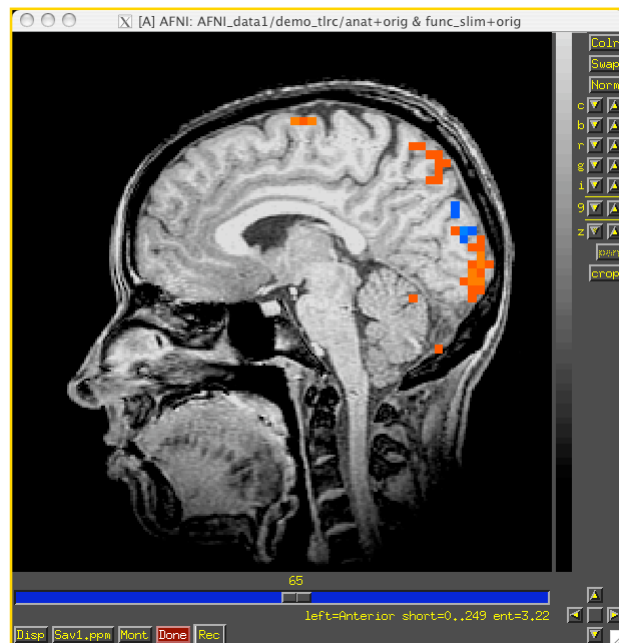 [A] AFNI: AFNI_data1/demo_tlrc/anat+orig & func_slim+orig
Colr
Swap
Norm
c
b
r
g
i
9
z
pan
crop
65
left=Anterior short=0..249 ent=3.22
Disp Sav1.ppm Mont Done Rec